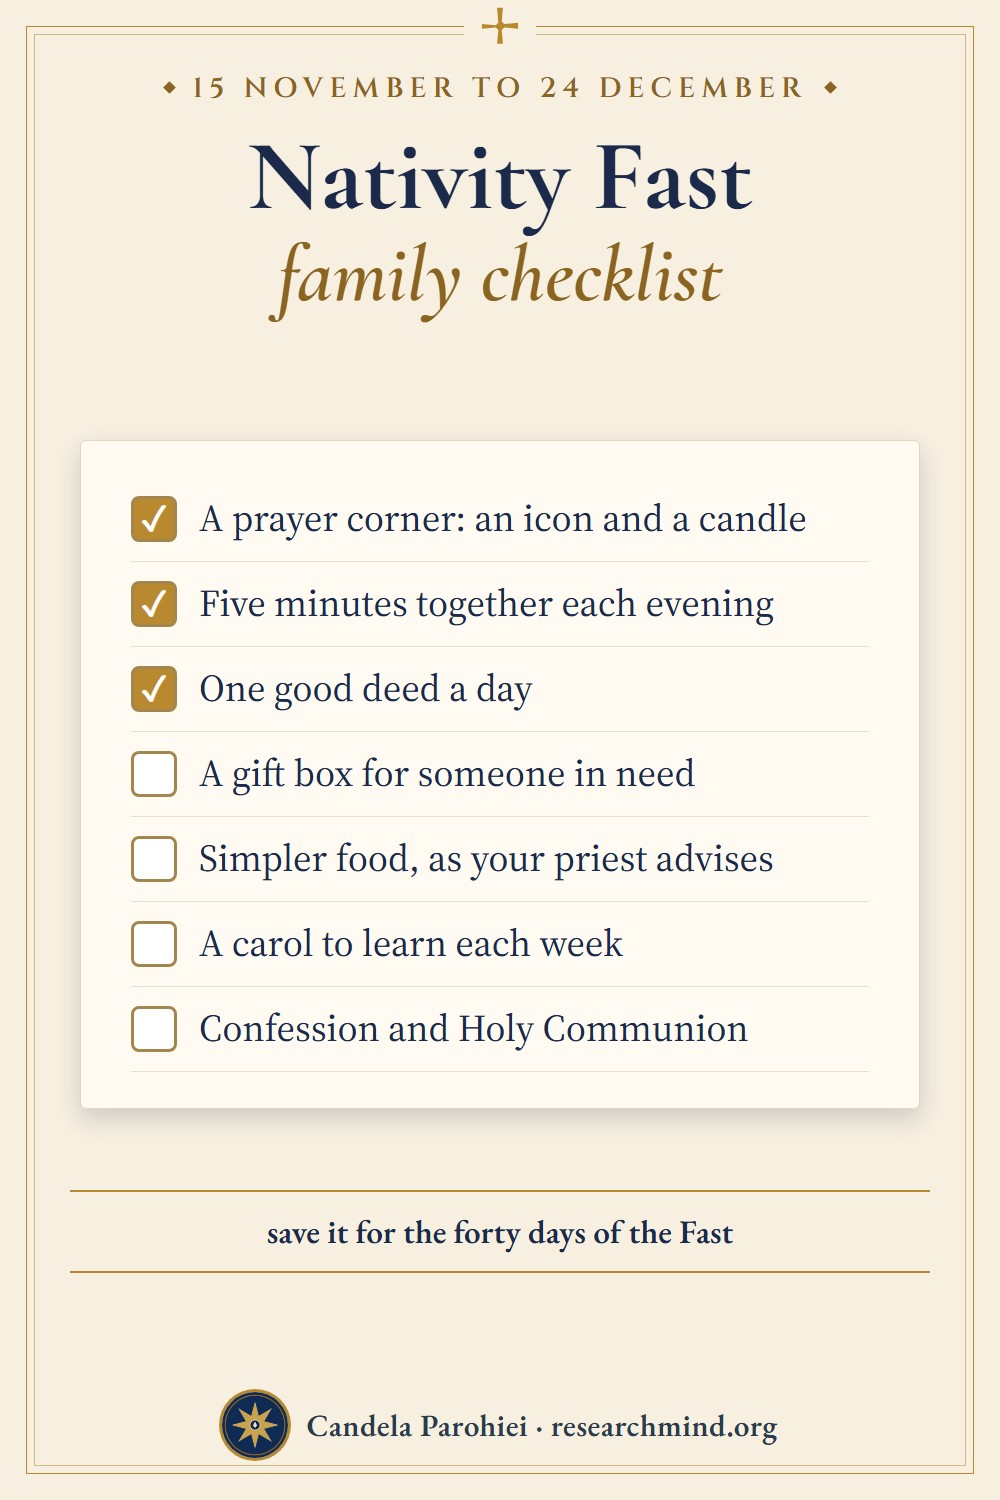 15 NOVEMBER TO 24 DECEMBER
Nativity Fast
family checklist
A prayer corner: an icon and a candle
Five minutes together each evening
One good deed a day
A gift box for someone in need
Simpler food, as your priest advises
A carol to learn each week
Confession and Holy Communion
save it for the forty days of the Fast
Candela Parohiei · researchmind.org